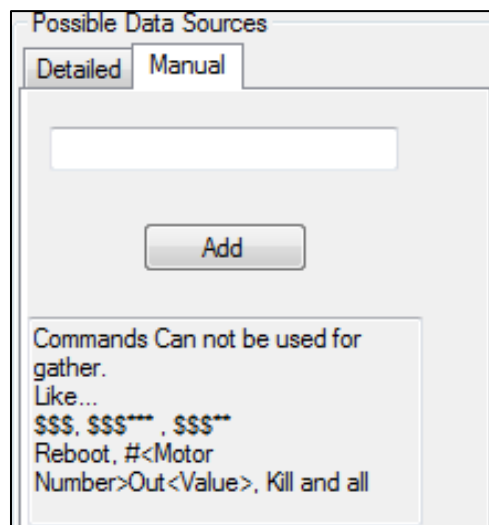 Possible Data Sources
Detailed Manual
Add
Commands Can not be used for
gather.
Like...
$$$, $$$*** , $$$**
Reboot, #<Motor
Number>Out<Value>, Kill and all